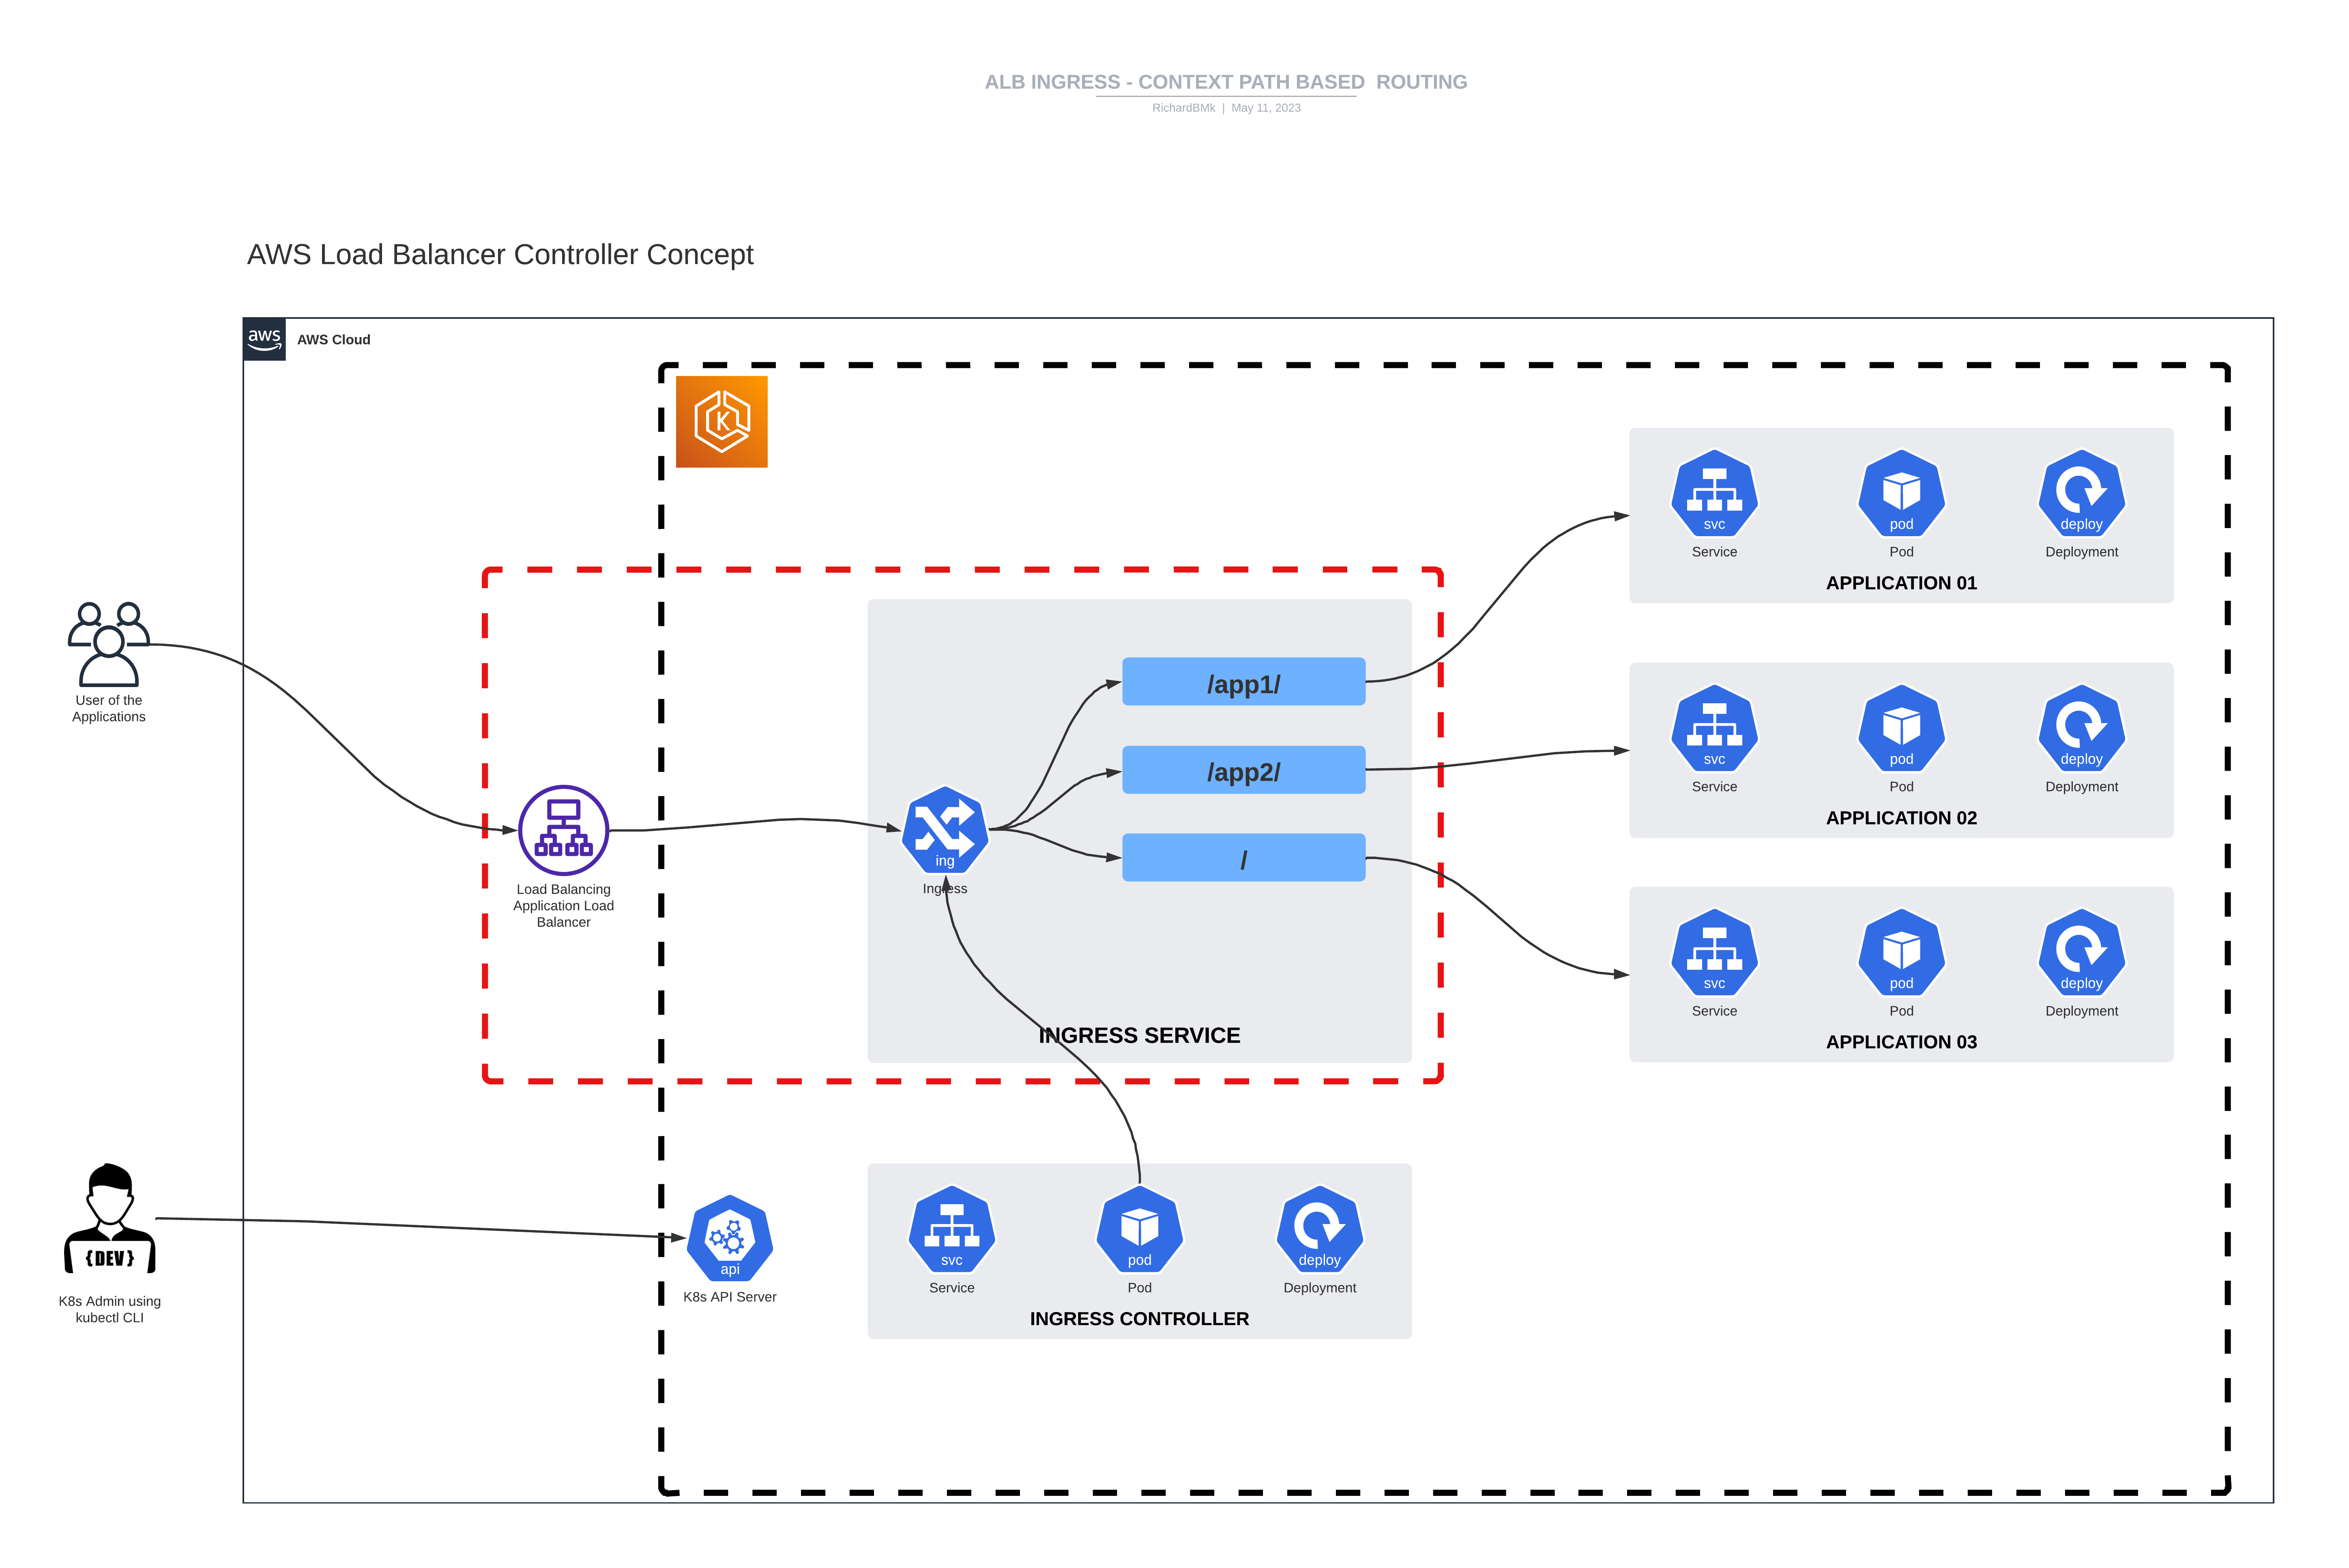 ALB INGRESS - CONTEXT PATH BASED  ROUTING
RichardBMk  |  May 11, 2023
AWS Load Balancer Controller Concept
aws
AWS Cloud
K
svc
Service
pod
Pod
deploy
Deployment
APPLICATION 01
User of the
Applications
/app1/
/app2/
/
svc
Service
pod
Pod
deploy
Deployment
APPLICATION 02
Load Balancing
Application Load
Balancer
ing
Ingress
INGRESS SERVICE
svc
Service
pod
Pod
deploy
Deployment
APPLICATION 03
{DEV}
K8s Admin using
kubectl CLI
api
K8s API Server
svc
Service
pod
Pod
deploy
Deployment
INGRESS CONTROLLER